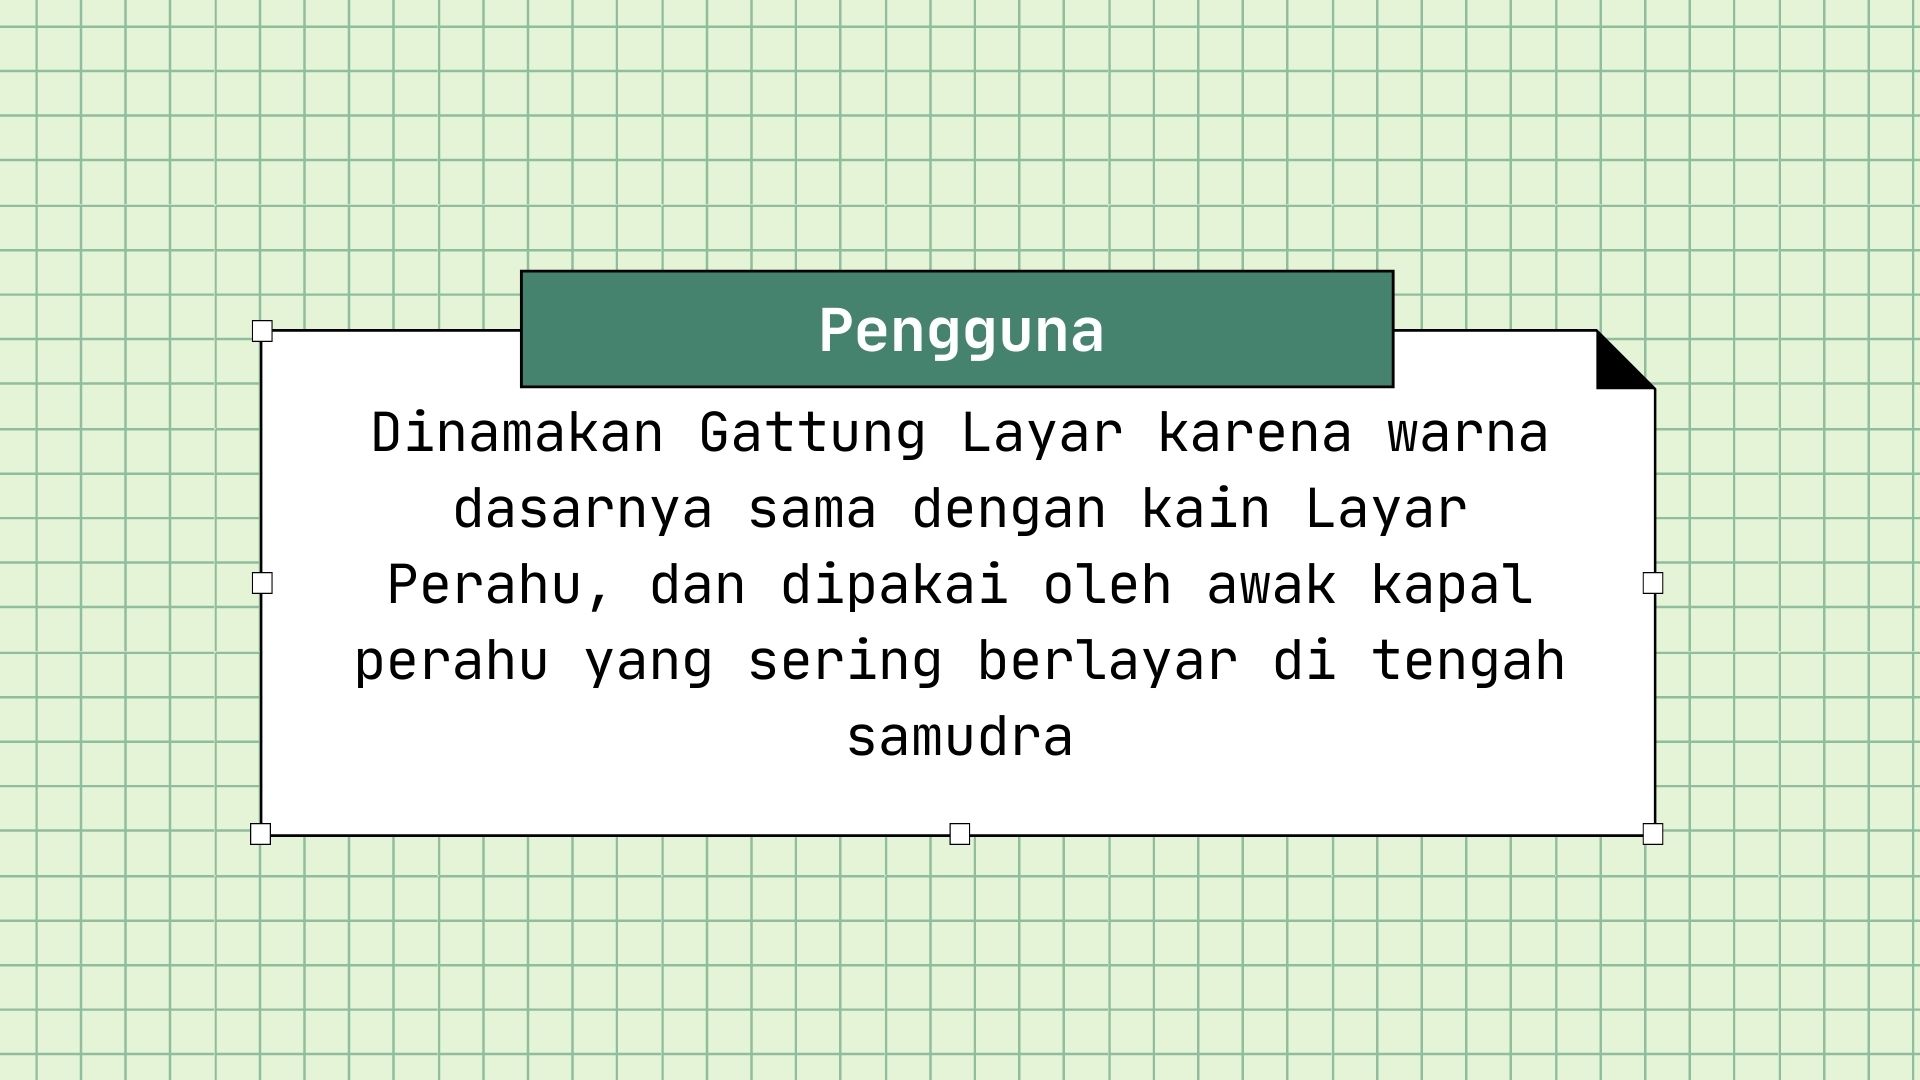 Pengguna
Dinamakan Gattung Layar karena warna
dasarnya sama dengan kain Layar
Perahu, dan dipakai oleh awak kapal
perahu yang sering berlayar di tengah
samudra